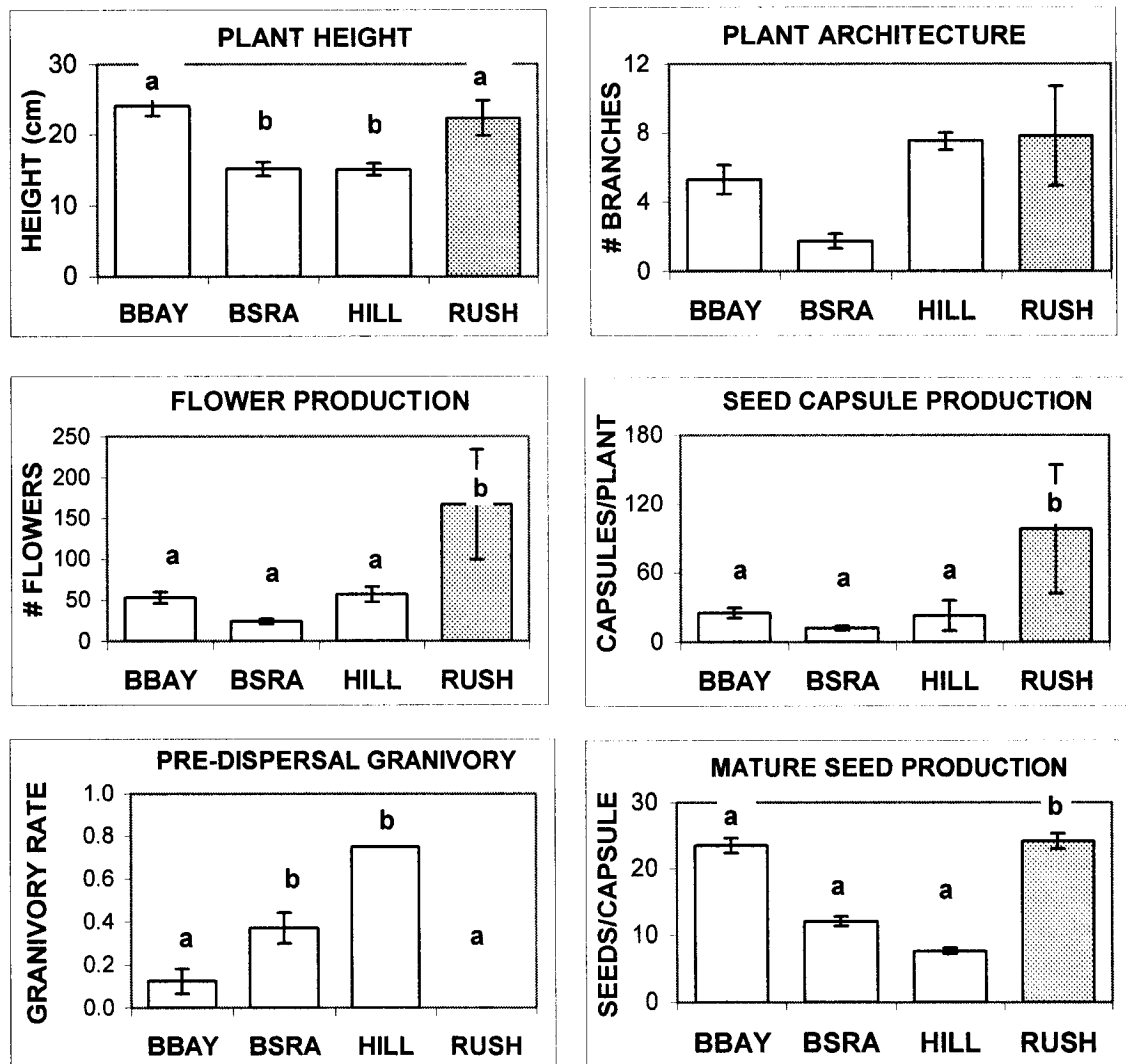 PLANT HEIGHT
HEIGHT (cm)
30
20
10
0
a
b
b
a
BBAY BSRA HILL RUSH
PLANT ARCHITECTURE
# BRANCHES
12
8
4
0
BBAY BSRA HILL RUSH
FLOWER PRODUCTION
# FLOWERS
250
200
150
100
50
0
a
a
a
b
BBAY BSRA HILL RUSH
SEED CAPSULE PRODUCTION
CAPSULES/PLANT
180
120
60
0
a
a
a
b
BBAY BSRA HILL RUSH
PRE-DISPERSAL GRANIVORY
GRANIVORY RATE
1.0
0.8
0.6
0.4
0.2
0.0
a
b
b
a
BBAY BSRA HILL RUSH
MATURE SEED PRODUCTION
SEEDS/CAPSULE
30
20
10
0
a
a
a
b
BBAY BSRA HILL RUSH